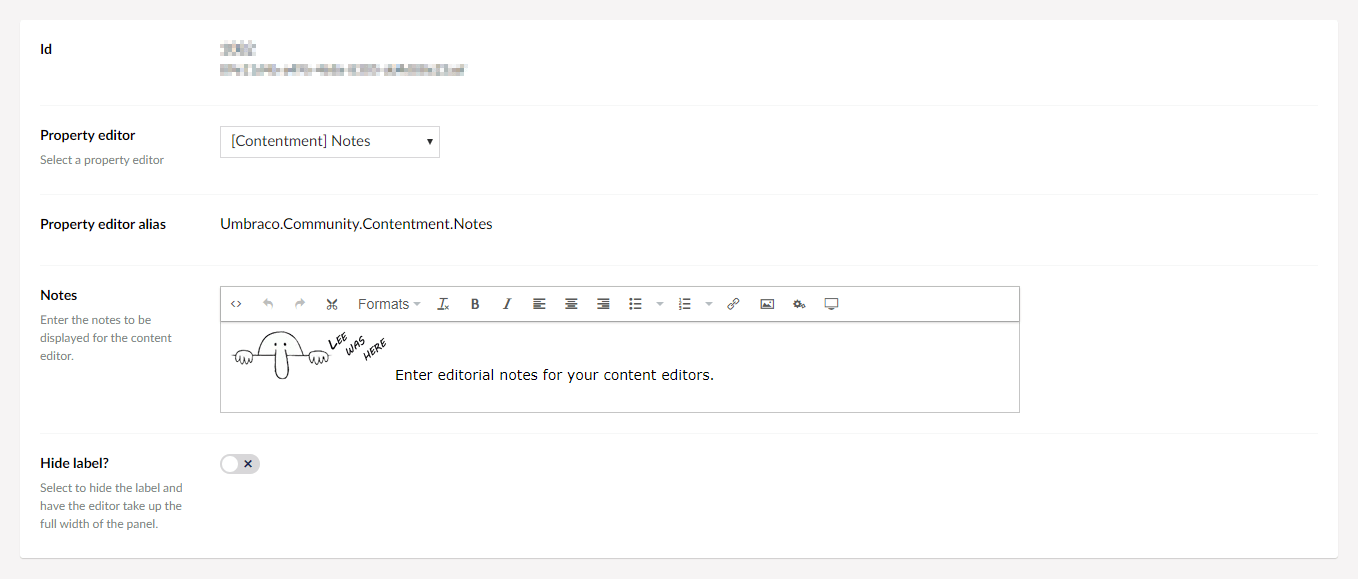 Id
Property editor
Select a property editor
[Contentment] Notes
Property editor alias
Umbraco.Community.Contentment.Notes
Notes
Enter the notes to be
displayed for the content
editor.
Formats
LEE WAS HERE
Enter editorial notes for your content editors.
Hide label?
Select to hide the label and
have the editor take up the
full width of the panel.